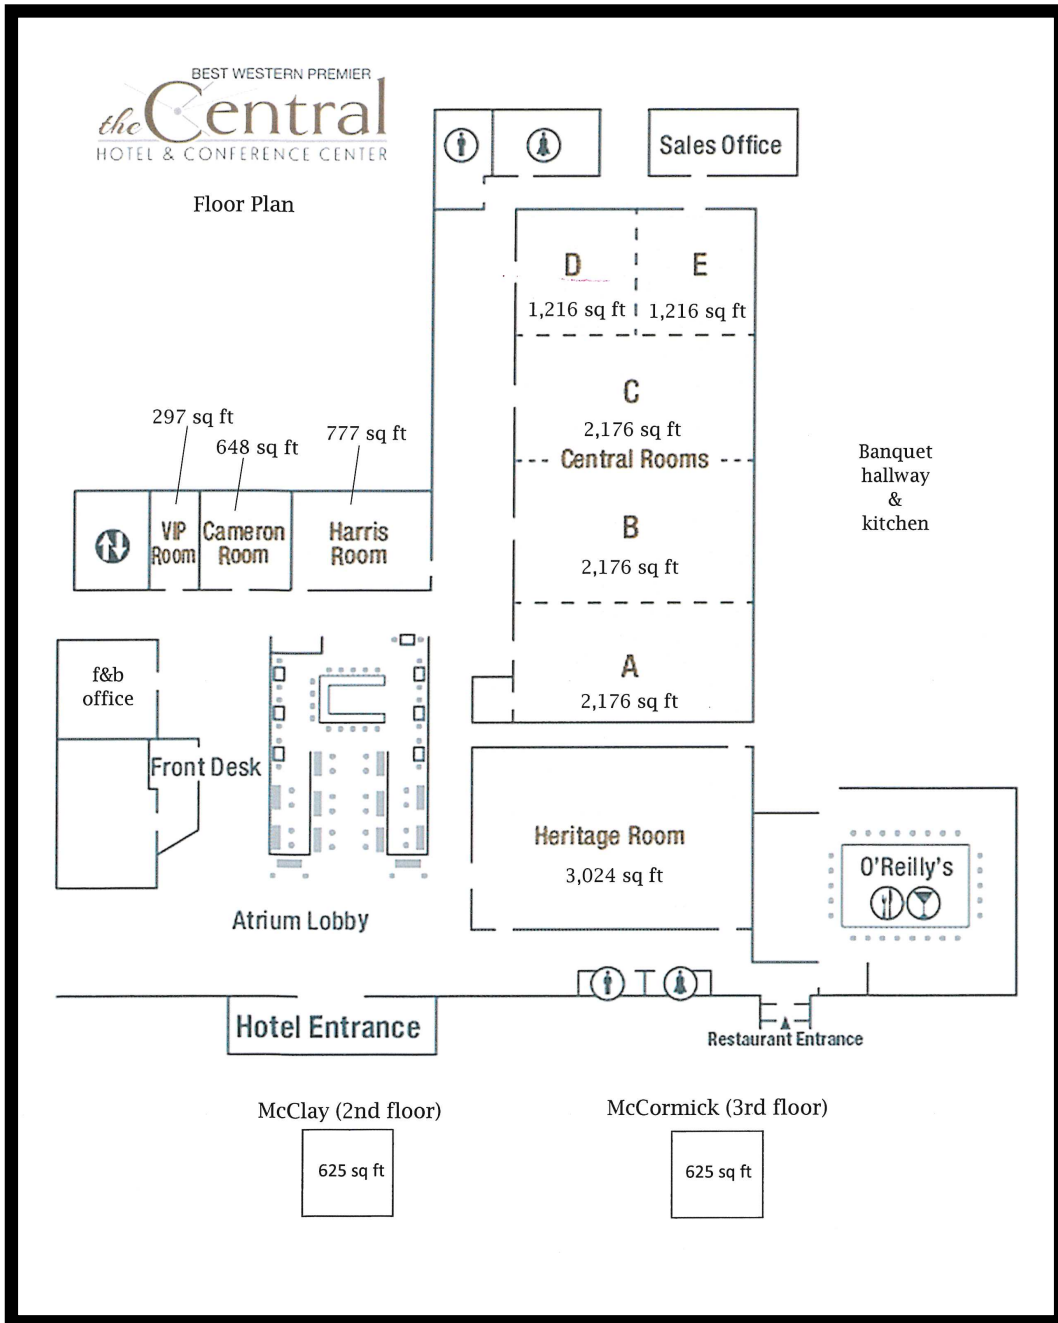 BEST WESTERN PREMIER
the Central
HOTEL & CONFERENCE CENTER
Floor Plan
Sales Office
D
E
1,216 sq ft
1,216 sq ft
C
2,176 sq ft
Central Rooms
B
2,176 sq ft
A
2,176 sq ft
Banquet
hallway
&
kitchen
297 sq ft
648 sq ft
777 sq ft
VIP
Room
Cameron
Room
Harris
Room
f&b
office
Front Desk
Heritage Room
3,024 sq ft
O'Reilly's
Atrium Lobby
Hotel Entrance
Restaurant Entrance
McClay (2nd floor)
625 sq ft
McCormick (3rd floor)
625 sq ft